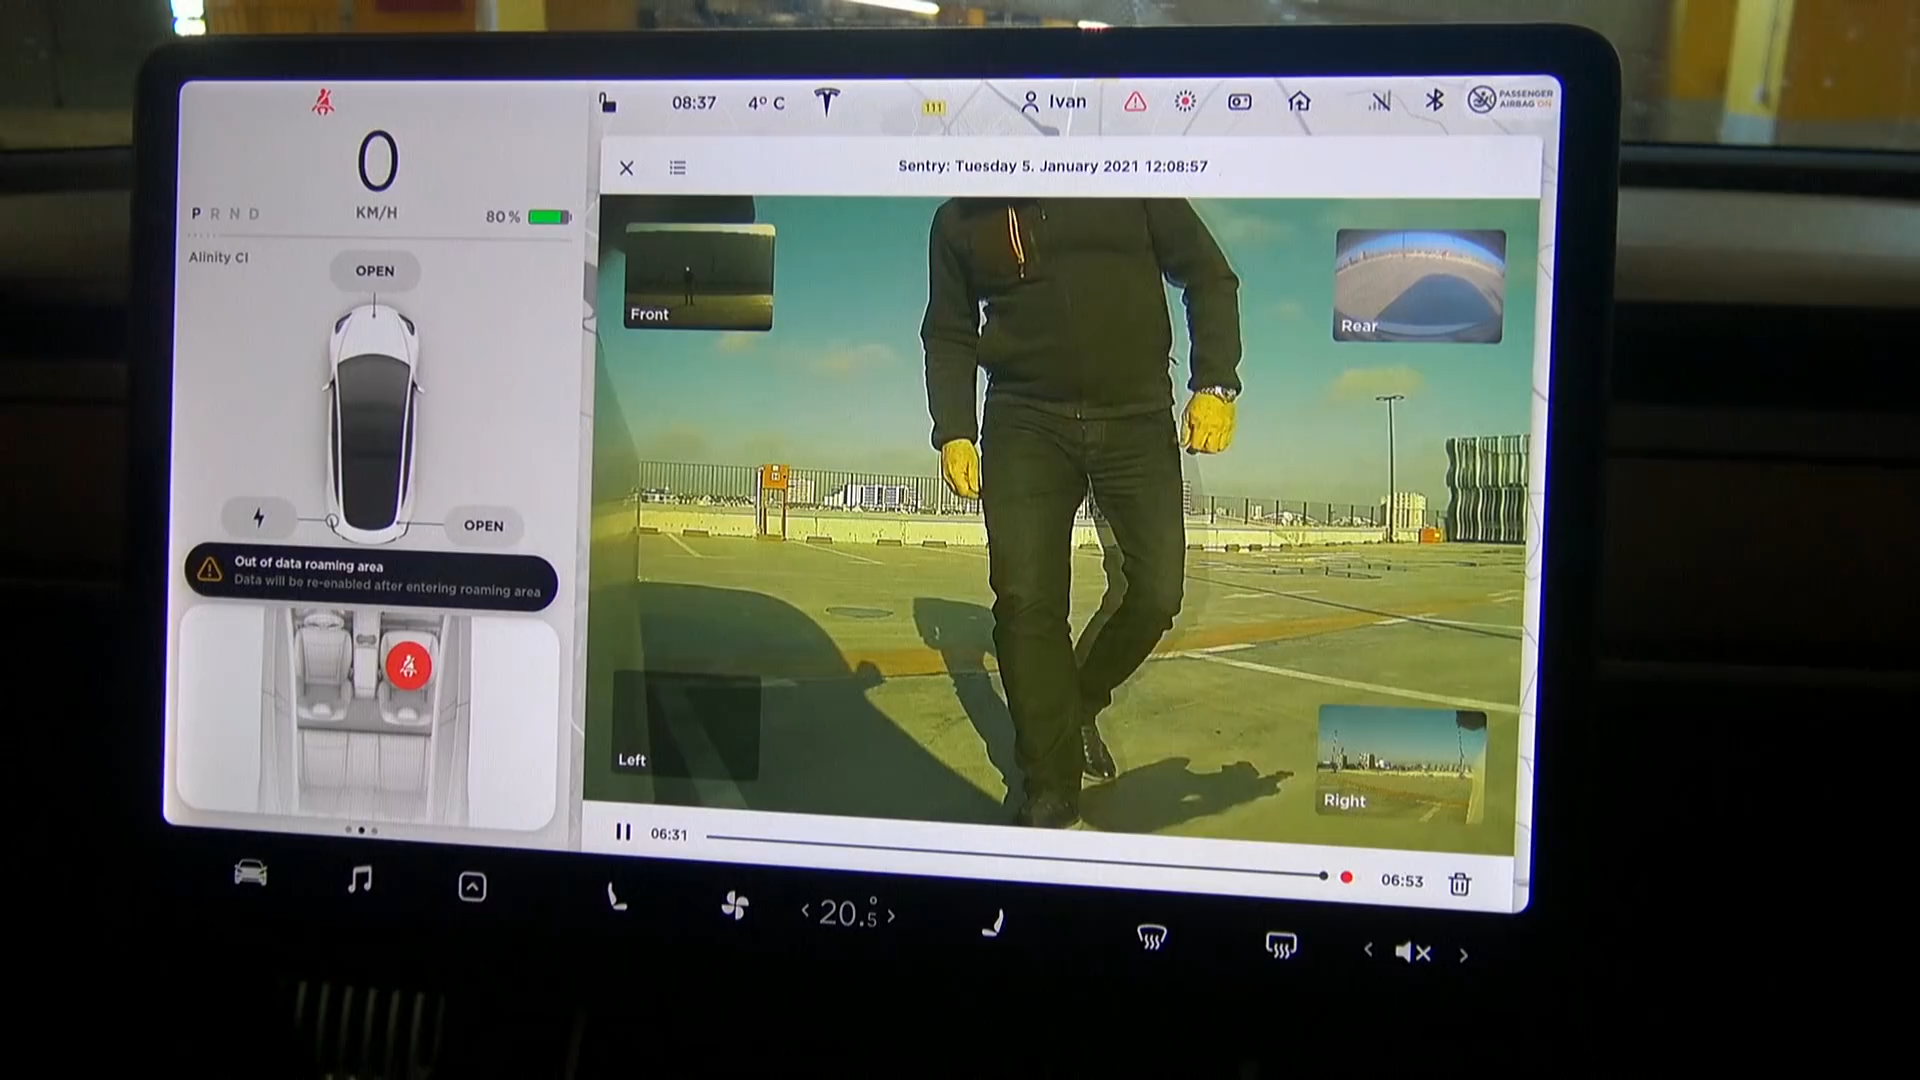 08:37
4° C
111
Ivan
PASSENGER
AIRBAG ON
0
KM/H
P R N D
80 %
Alinity CI
OPEN
OPEN
Out of data roaming area
Data will be re-enabled after entering roaming area
Sentry: Tuesday 5. January 2021 12:08:57
Front
Rear
Left
Right
06:31
06:53
20.5°